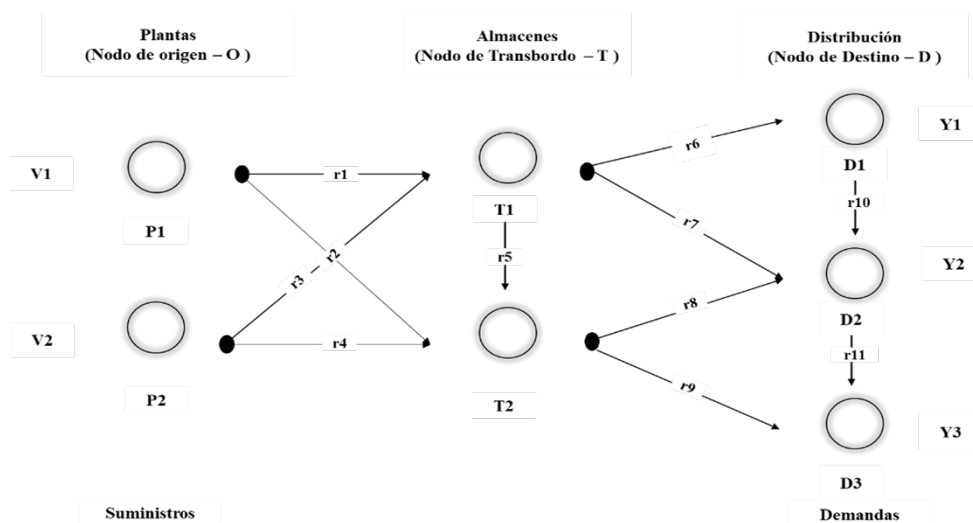 Plantas
(Nodo de origen – O )
Almacenes
(Nodo de Transbordo – T )
Distribución
(Nodo de Destino – D )
V1
P1
r1
r2
r3
T1
r5
r6
r7
D1
r10
Y1
V2
P2
r4
T2
r8
r9
D2
r11
Y2
D3
Y3
Suministros
Demandas